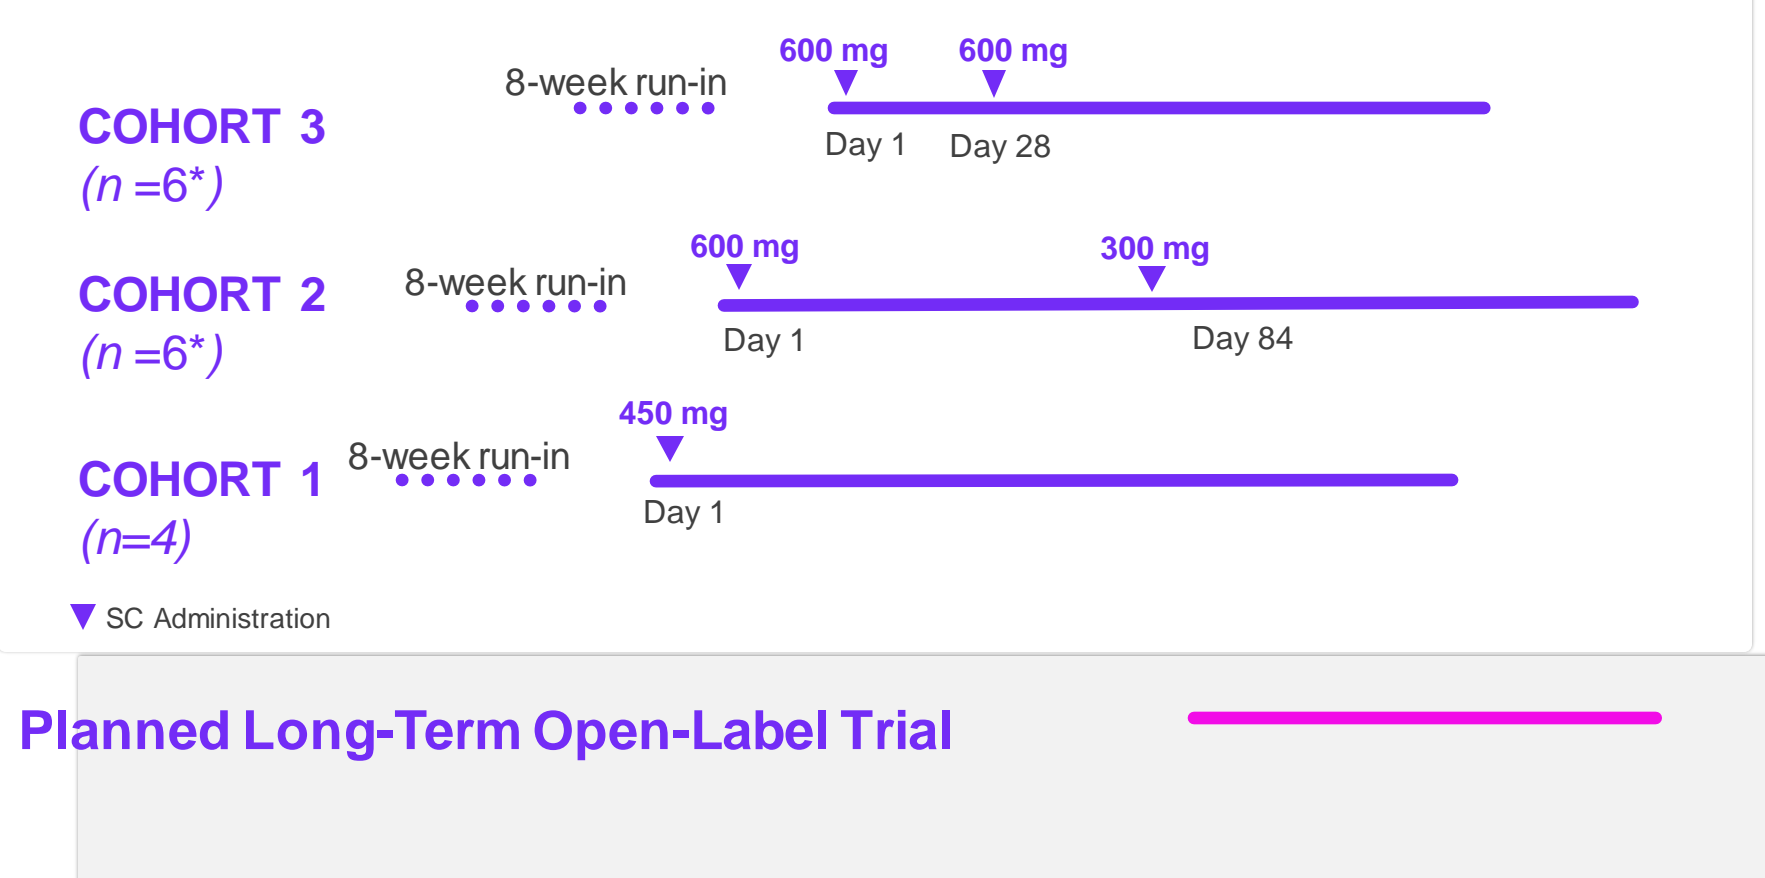 600 mg 600 mg
8-week run-in
COHORT 3
Day 1 Day 28
(n =6*)
600 mg 300 mg
8-week run-in
COHORT 2
Day 1 Day 84
(n =6*)
450 mg
8-week run-in
COHORT 1
Day 1
(n=4)
SC Administration
Planned Long-Term Open-Label Trial